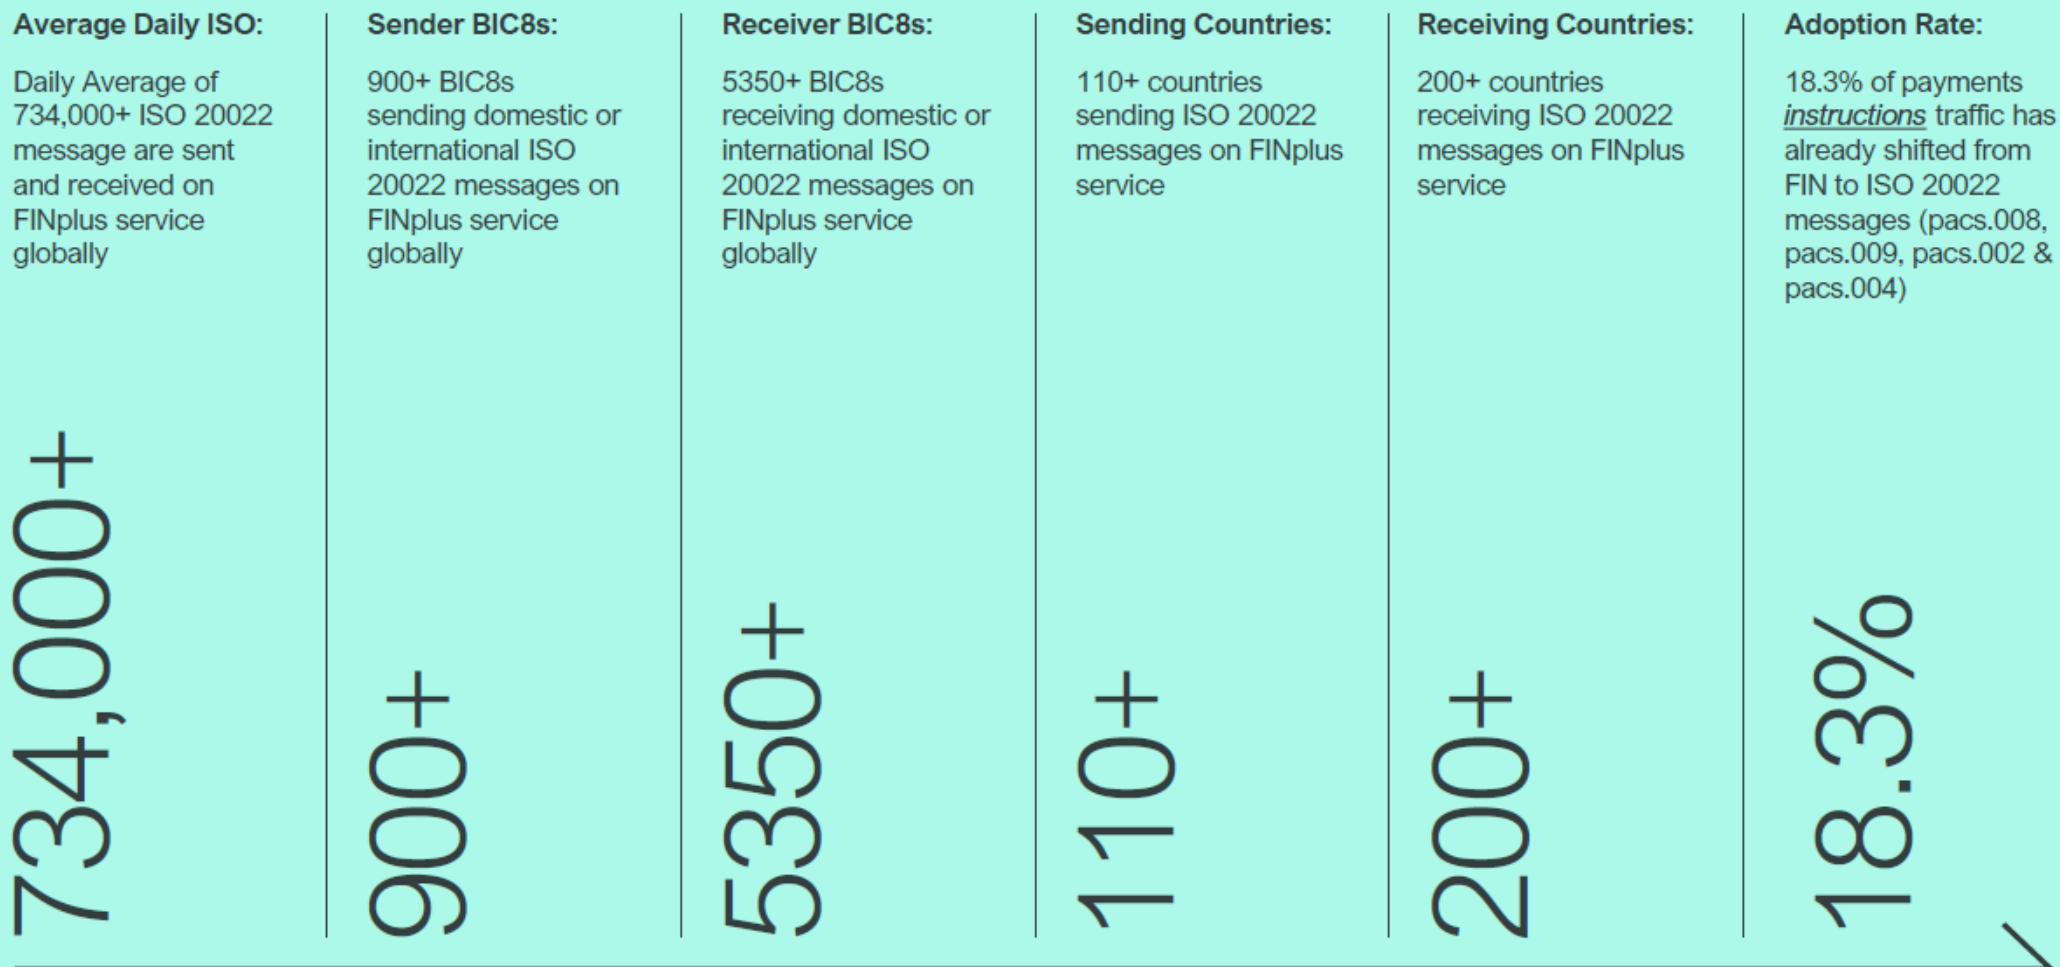 Average Daily ISO:
Daily Average of
734,000+ ISO 20022
message are sent
and received on
FINplus service
globally
734,000+
Sender BIC8s:
900+ BIC8s
sending domestic or
international ISO
20022 messages on
FINplus service
globally
900+
Receiver BIC8s:
5350+ BIC8s
receiving domestic or
international ISO
20022 messages on
FINplus service
globally
5350+
Sending Countries:
110+ countries
sending ISO 20022
messages on FINplus
service
110+
Receiving Countries:
200+ countries
receiving ISO 20022
messages on FINplus
service
200+
Adoption Rate:
18.3% of payments
instructions traffic has
already shifted from
FIN to ISO 20022
messages (pacs.008,
pacs.009, pacs.002 &
pacs.004)
18.3%